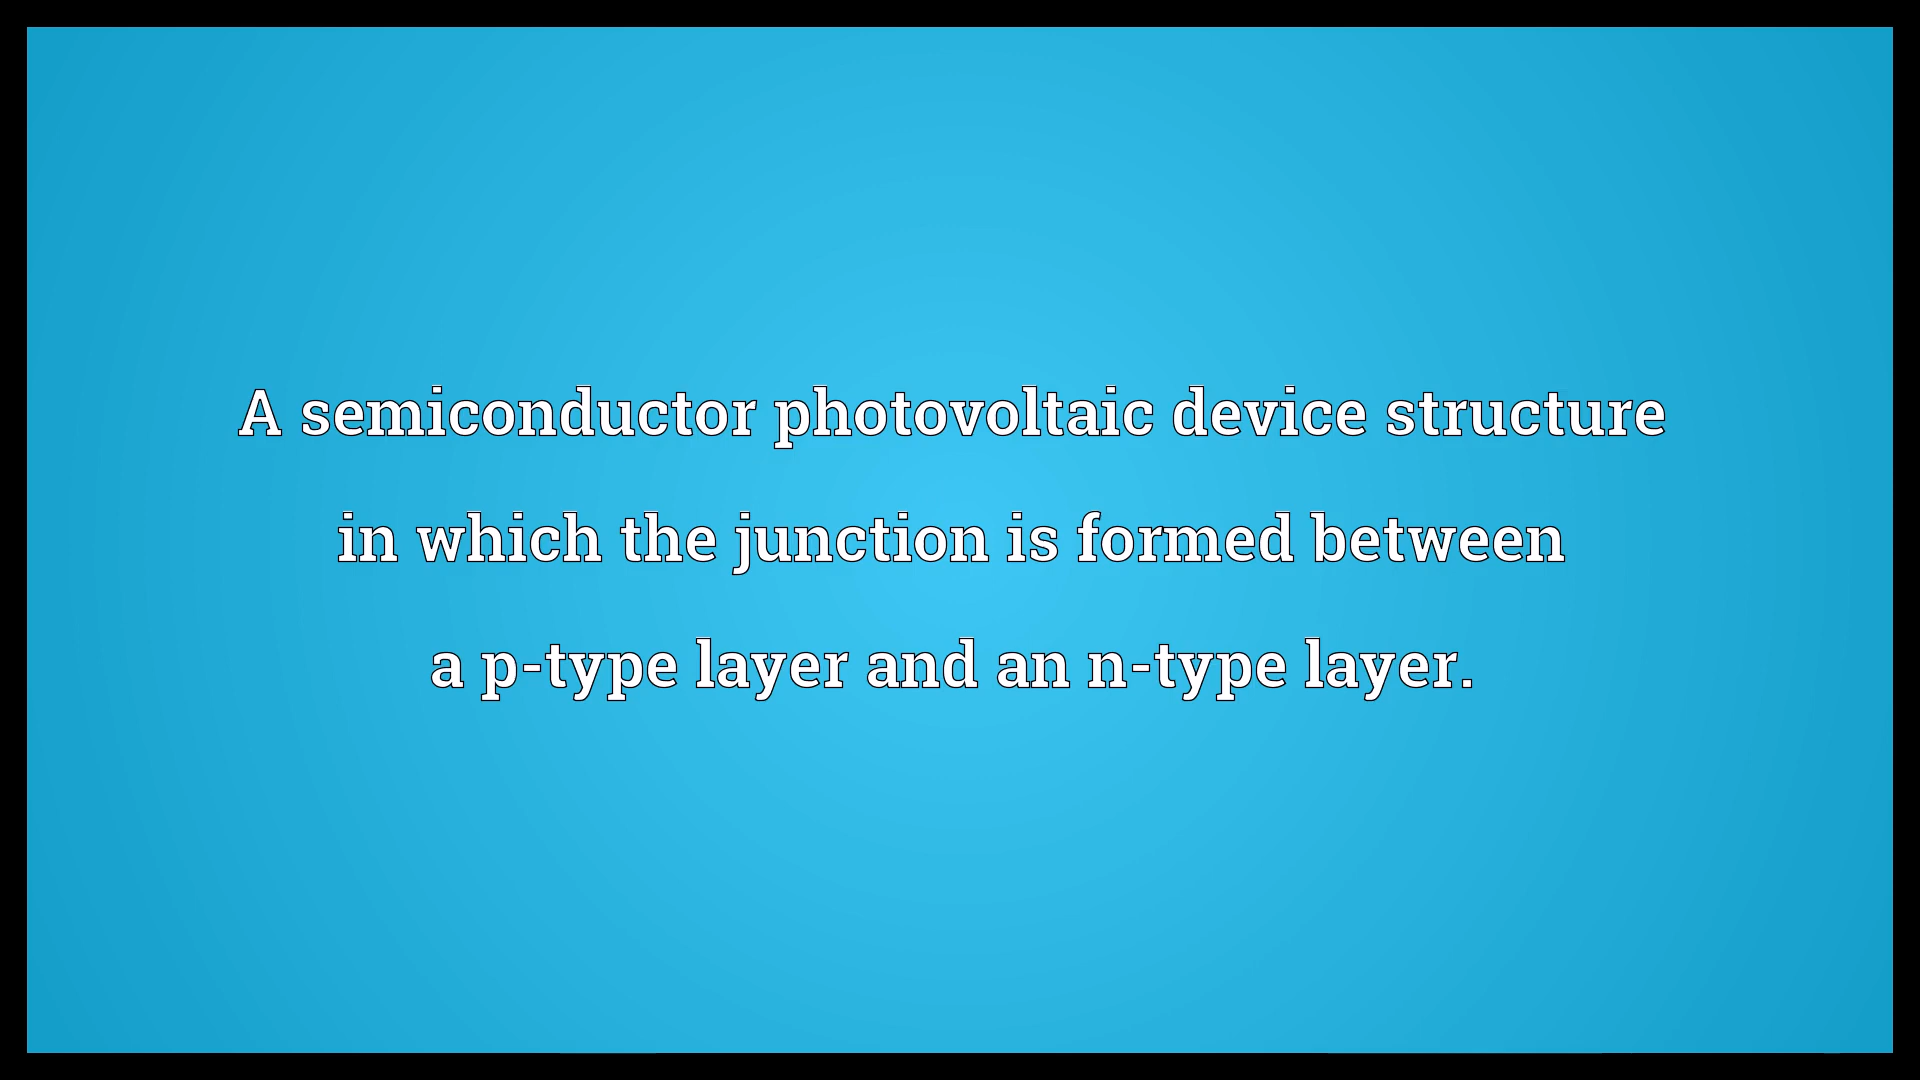 A semiconductor photovoltaic device structure
in which the junction is formed between
a p-type layer and an n-type layer.